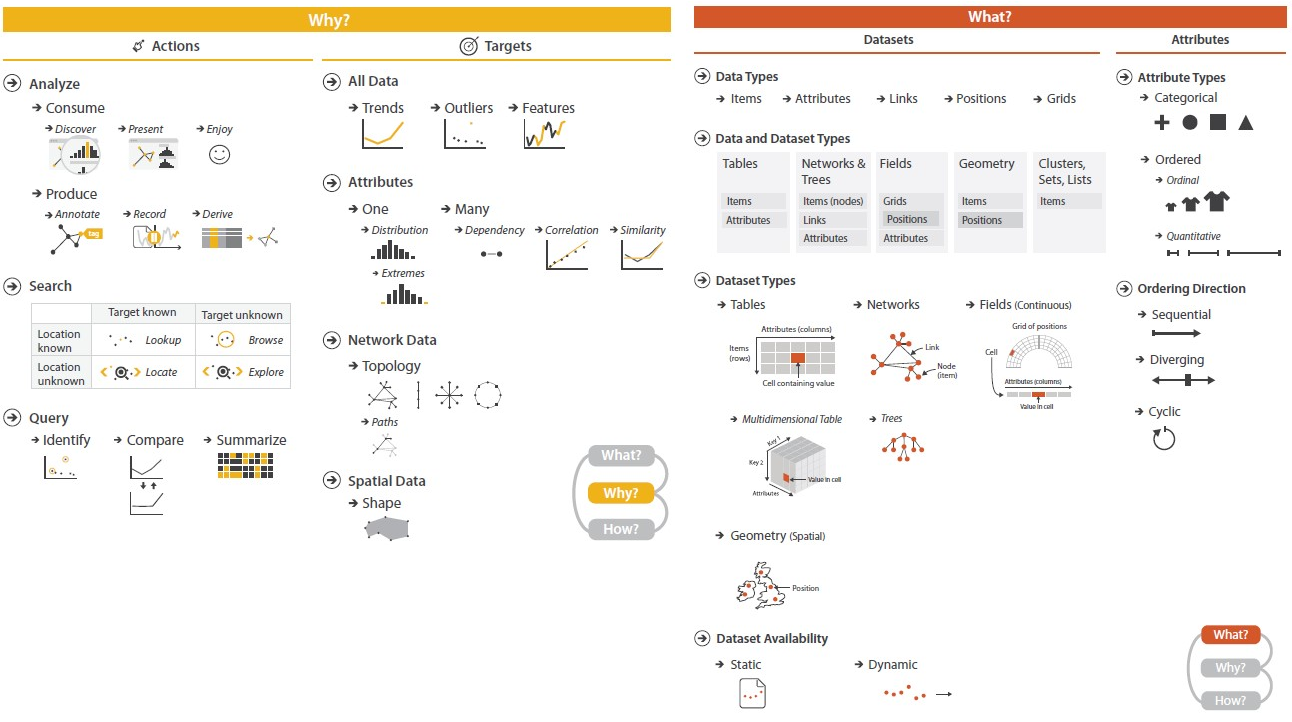 Why?
Actions
Analyze
Consume
Discover
Present
Enjoy
Produce
Annotate
Record
Derive
tag
Search
Target known
Target unknown
Location known
Lookup
Browse
Location unknown
Locate
Explore
Query
Identify
Compare
Summarize
Targets
All Data
Trends
Outliers
Features
Attributes
One
Many
Distribution
Dependency
Correlation
Similarity
Extremes
Network Data
Topology
Paths
Spatial Data
Shape
What?
Why?
How?
What?
Datasets
Data Types
Items
Attributes
Links
Positions
Grids
Data and Dataset Types
Tables
Items
Attributes
Networks &
Trees
Items (nodes)
Links
Attributes
Fields
Grids
Positions
Attributes
Geometry
Items
Positions
Clusters,
Sets, Lists
Items
Dataset Types
Tables
Attributes (columns)
Items
(rows)
Cell containing value
Networks
Link
Node
(item)
Fields (Continuous)
Grid of positions
Cell
Attributes (columns)
Value in cell
Multidimensional Table
Key 1
Key 2
Value in cell
Attributes
Trees
Geometry (Spatial)
Position
Dataset Availability
Static
Dynamic
Attributes
Attribute Types
Categorical
Ordered
Ordinal
Quantitative
Ordering Direction
Sequential
Diverging
Cyclic
What?
Why?
How?